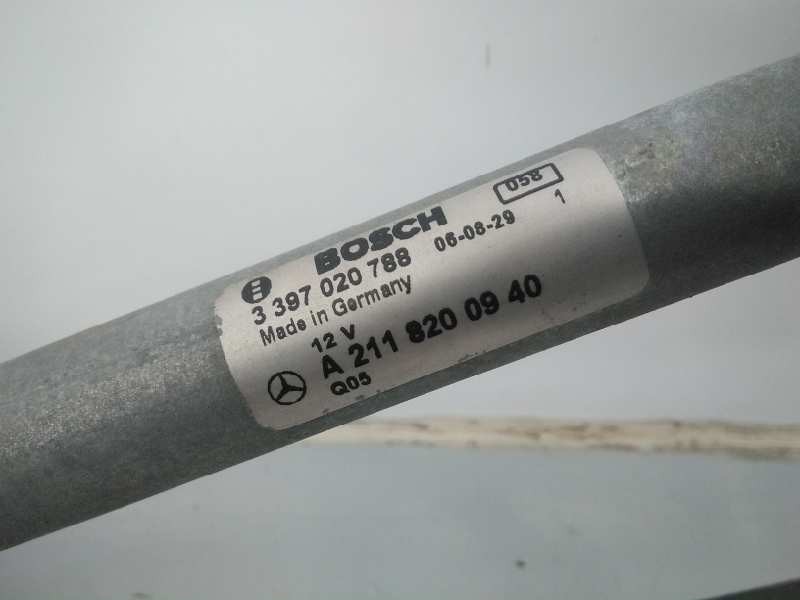 BOSCH
058
3 397 020 788
06-08-29
1
Made in Germany
12 V
A 211 820 09 40
Q05